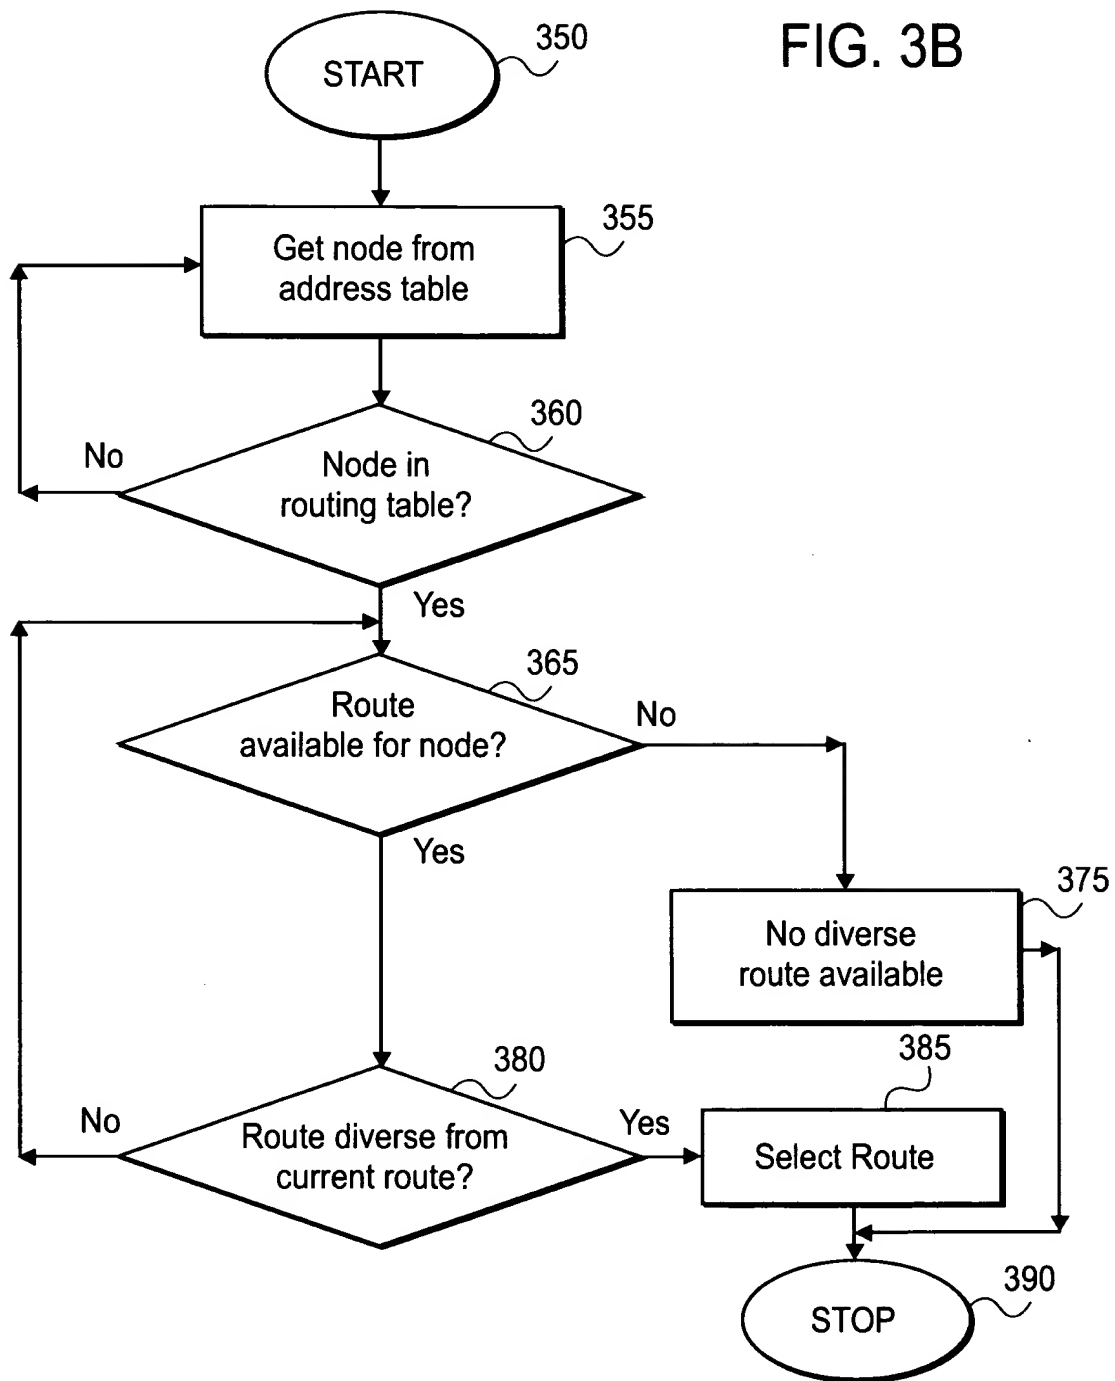 FIG. 3B
START
350
Get node from
address table
355
Node in
routing table?
360
No
Yes
Route
available for node?
365
No
Yes
No diverse
route available
375
Route diverse from
current route?
380
No
Yes
Select Route
385
STOP
390